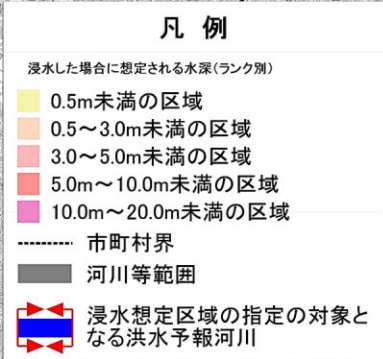 凡 例
浸水した場合に想定される水深(ランク別)
0.5m未満の区域
0.5～3.0m未満の区域
3.0～5.0m未満の区域
5.0m～10.0m未満の区域
10.0m～20.0m未満の区域
市町村界
河川等範囲
浸水想定区域の指定の対象と
なる洪水予報河川